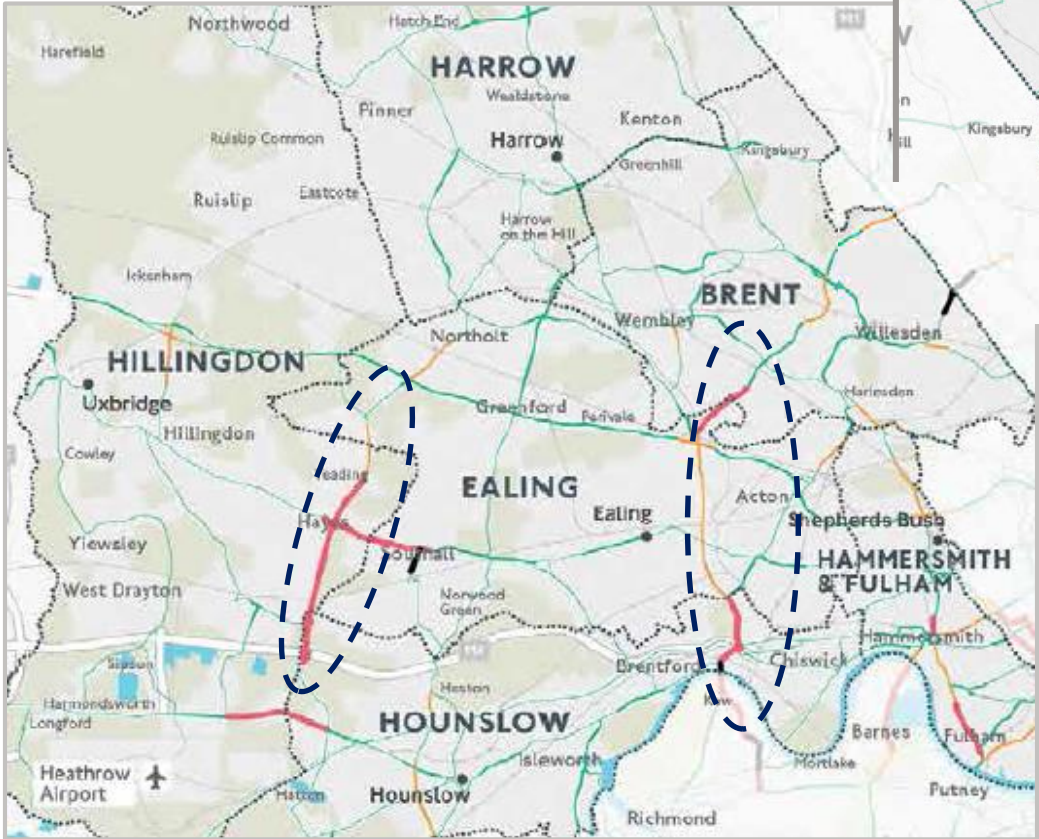 Northwood
Hatch End
Harefield
HARROW
Wealdstone
Pinner
Kenton
Kingsbury
Ruislip Common
Harrow
Kingsbury
Greenhill
Ruislip
Eastcote
Harrow
on the Hill
Ickenham
BRENT
Wembley
Northolt
Willesden
HILLINGDON
Uxbridge
Greenford
Perivale
Harlesden
Hillingdon
Cowley
Yeading
EALING
Acton
Ealing
Hayes
Shepherds Bush
Yiewsley
Southall
HAMMERSMITH
& FULHAM
West Drayton
Norwood
Green
Hammersmith
Sipson
Brentford
Chiswick
Heston
Harmondsworth
Longford
Kew
HOUNSLOW
Barnes
Fulham
Isleworth
Mortlake
Heathrow
Airport
Hatton
Hounslow
Putney
Richmond